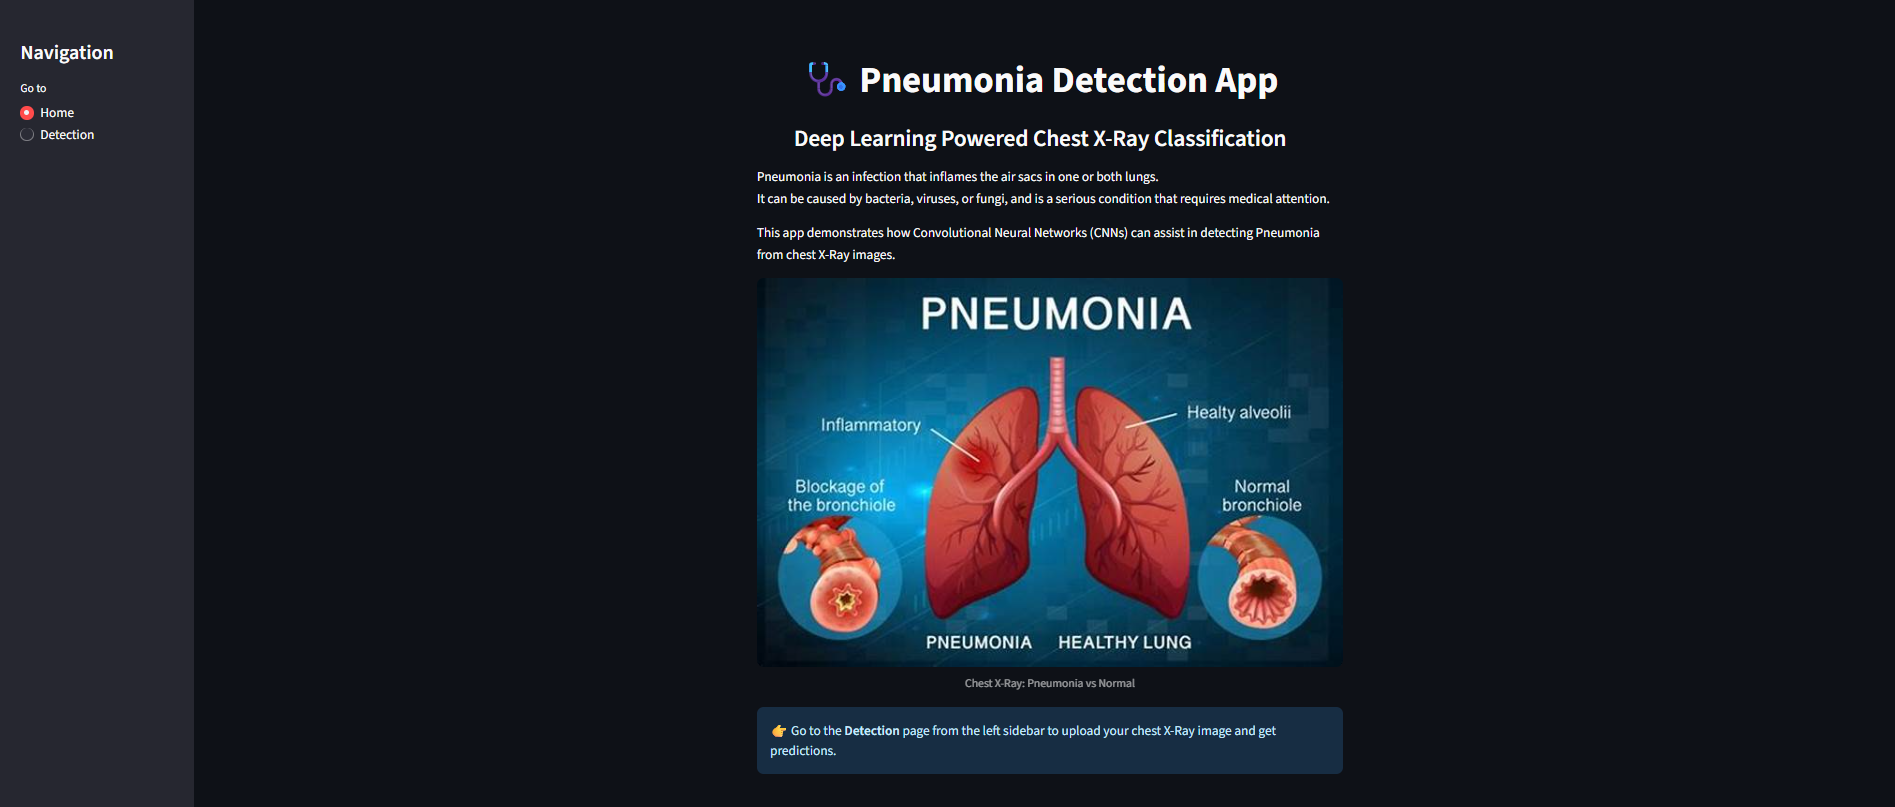 Navigation
Go to
Home
Detection
Pneumonia Detection App
Deep Learning Powered Chest X-Ray Classification
Pneumonia is an infection that inflames the air sacs in one or both lungs.
It can be caused by bacteria, viruses, or fungi, and is a serious condition that requires medical attention.
This app demonstrates how Convolutional Neural Networks (CNNs) can assist in detecting Pneumonia
from chest X-Ray images.
PNEUMONIA
Inflammatory
Healty alveolii
Blockage of
the bronchiole
Normal
bronchiole
PNEUMONIA
HEALTHY LUNG
Chest X-Ray: Pneumonia vs Normal
👉 Go to the Detection page from the left sidebar to upload your chest X-Ray image and get
predictions.